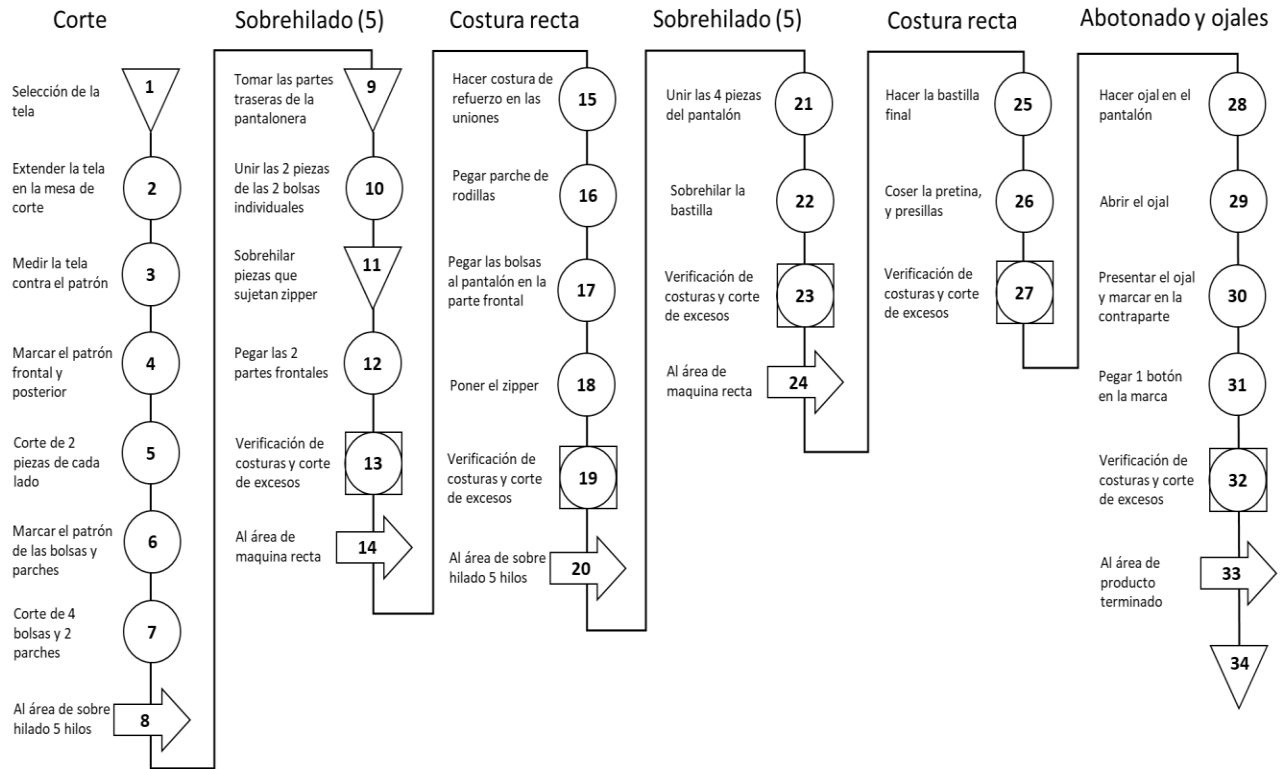 Corte
Selección de la
tela
1
Extender la tela
en la mesa de
corte
2
Medir la tela
contra el patrón
3
Marcar el patrón
frontal y
posterior
4
Corte de 2
piezas de cada
lado
5
Marcar el patrón
de las bolsas y
parches
6
Corte de 4
bolsas y 2
parches
7
Al área de sobre
hilado 5 hilos
8
Sobrehilado (5)
Tomar las partes
traseras de la
pantalonera
9
Unir las 2 piezas
de las 2 bolsas
individuales
10
Sobrehilar
piezas que
sujetan zipper
11
Pegar las 2
partes frontales
12
Verificación de
costuras y corte
de excesos
13
Al área de
maquina recta
14
Costura recta
Hacer costura de
refuerzo en las
uniones
15
Pegar parche de
rodillas
16
Pegar las bolsas
al pantalón en la
parte frontal
17
Poner el zipper
18
Verificación de
costuras y corte
de excesos
19
Al área de sobre
hilado 5 hilos
20
Sobrehilado (5)
Unir las 4 piezas
del pantalón
21
Sobrehilar la
bastilla
22
Verificación de
costuras y corte
de excesos
23
Al área de
maquina recta
24
Costura recta
Hacer la bastilla
final
25
Coser la pretina,
y presillas
26
Verificación de
costuras y corte
de excesos
27
Abotonado y ojales
Hacer ojal en el
pantalón
28
Abrir el ojal
29
Presentar el ojal
y marcar en la
contraparte
30
Pegar 1 botón
en la marca
31
Verificación de
costuras y corte
de excesos
32
Al área de
producto
terminado
33
34